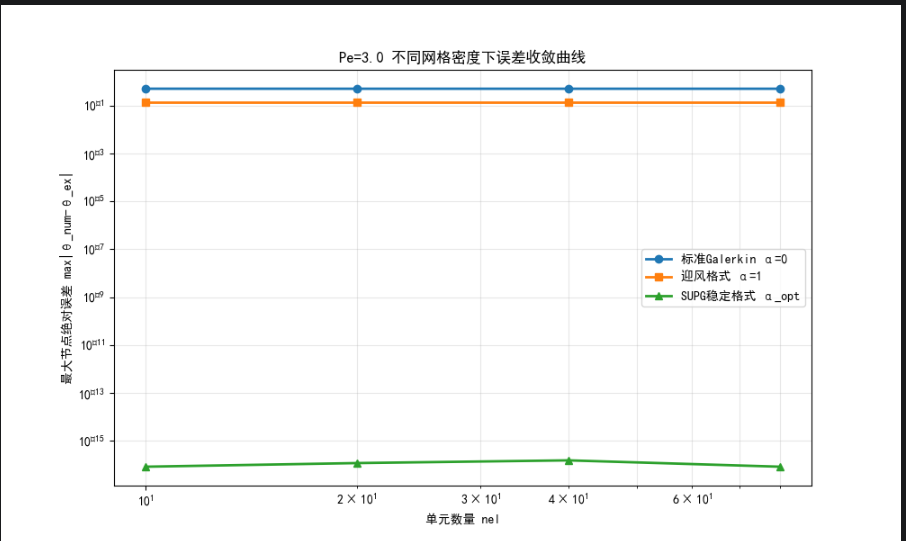 Pe=3.0 不同网格密度下误差收敛曲线
最大节点绝对误差 max|θ_num-θ_ex|
10¤1
10¤3
10¤5
10¤7
10¤9
10¤11
10¤13
10¤15
标准Galerkin α=0
迎风格式 α=1
SUPG稳定格式 α_opt
10¹
2 × 10¹
3 × 10¹
4 × 10¹
6 × 10¹
单元数量 nel